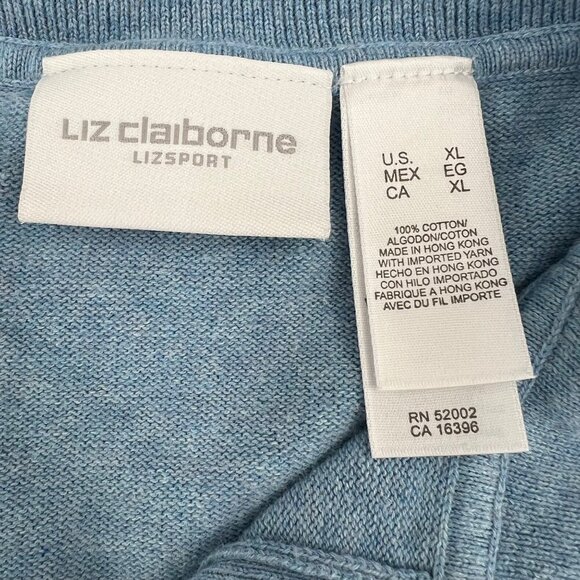 Liz claiborne
LIZSPORT
U.S. XL
MEX EG
CA XL
100% COTTON/
ALGODON/COTON
MADE IN HONG KONG
WITH IMPORTED YARN
HECHO EN HONG KONG
CON HILO IMPORTADO
FABRIQUE A HONG KONG
AVEC DU FIL IMPORTE
RN 52002
CA 16396